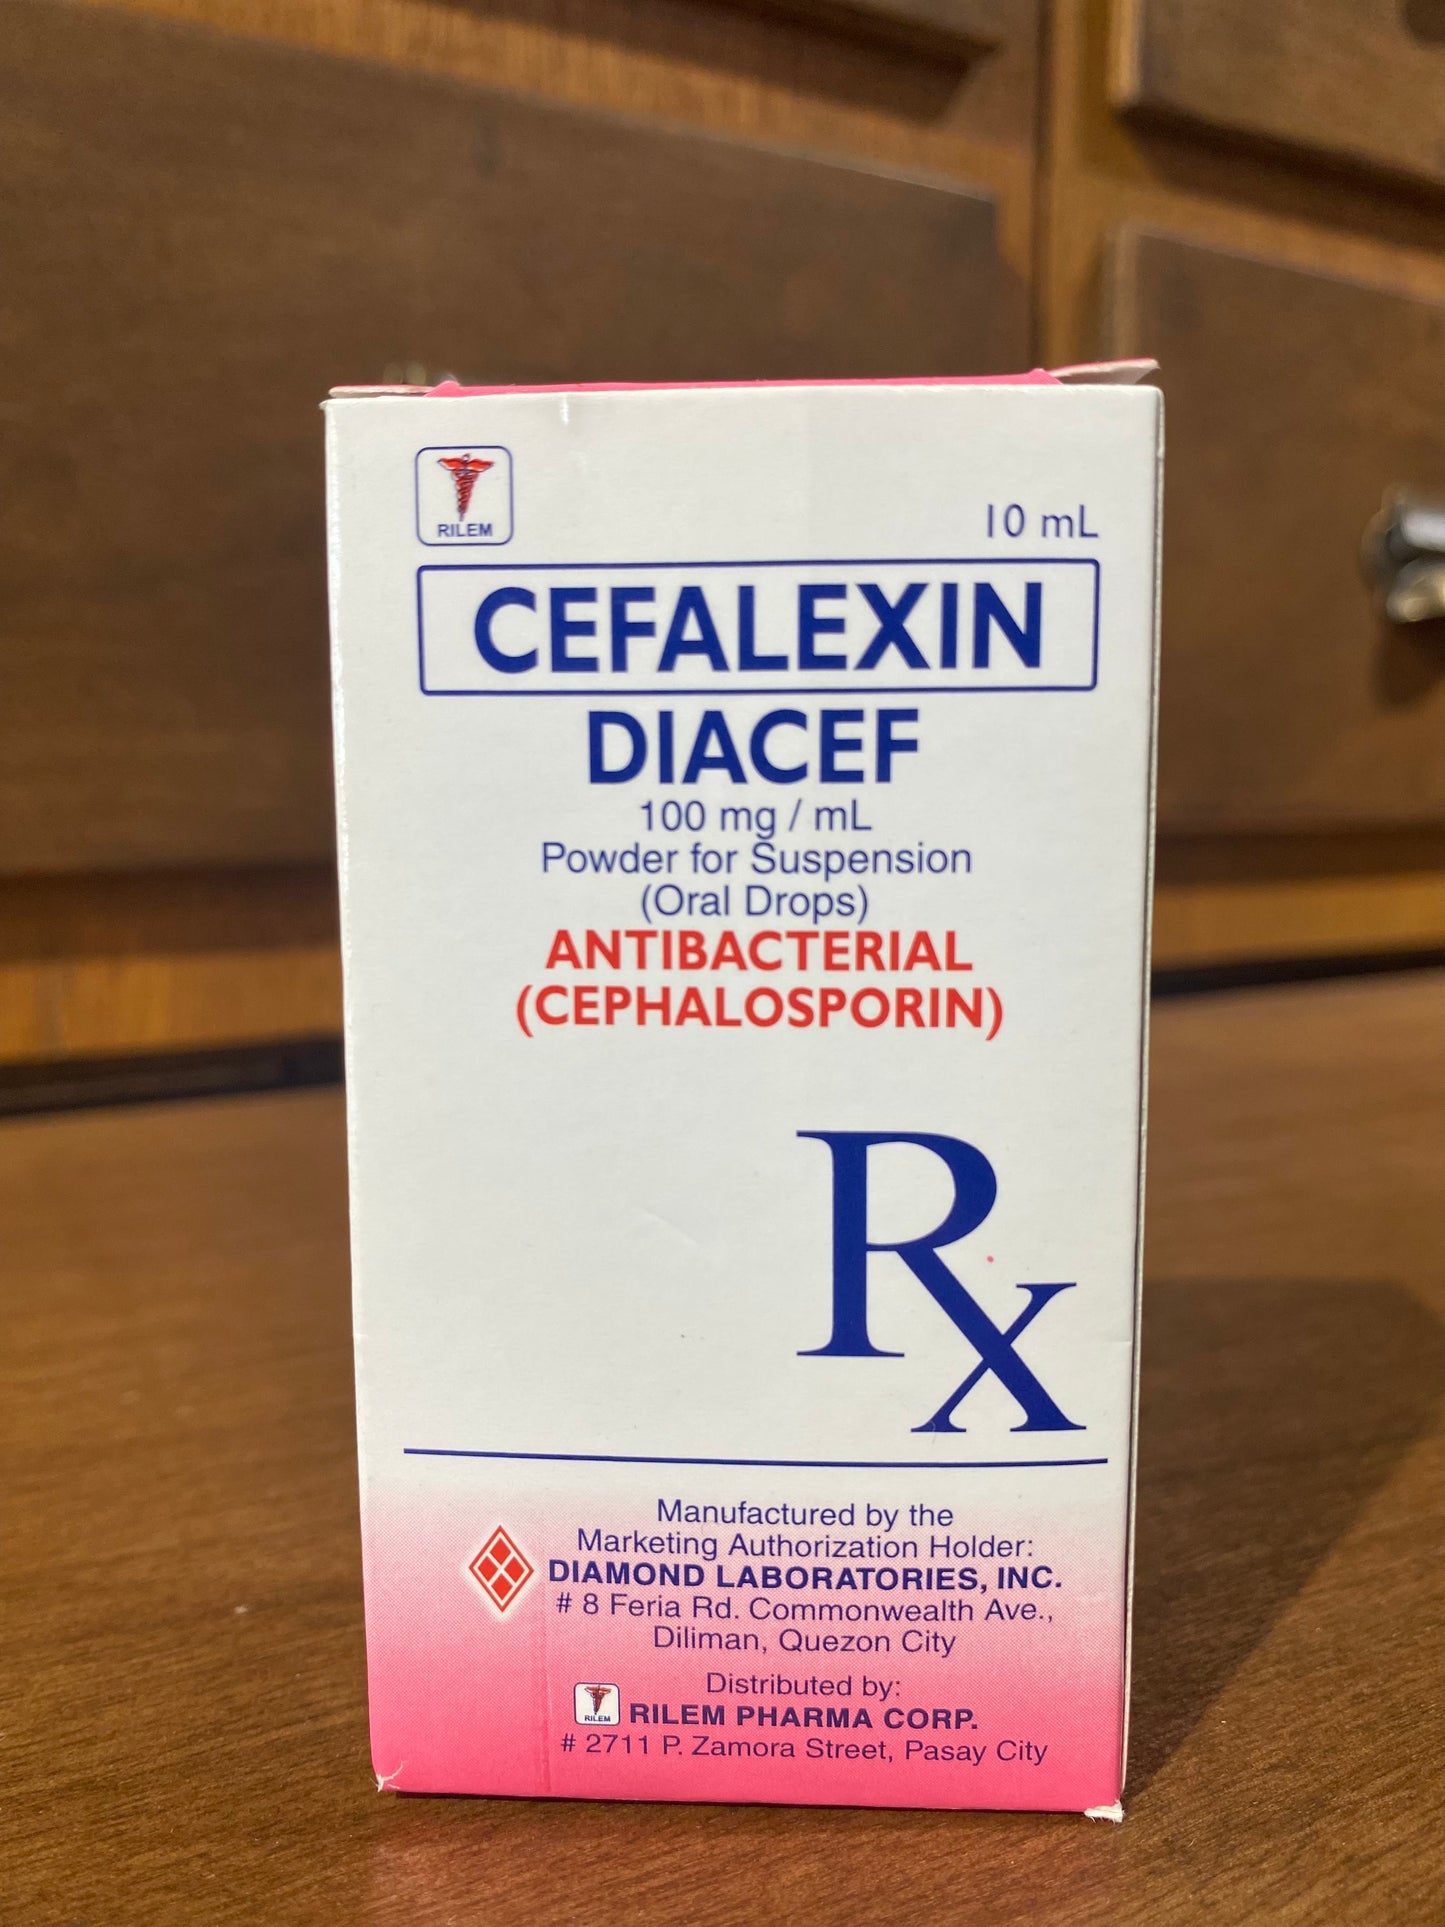 RILEM
10 mL
CEFALEXIN
DIACEF
100 mg / mL
Powder for Suspension
(Oral Drops)
ANTIBACTERIAL
(CEPHALOSPORIN)
Rx
Manufactured by the
Marketing Authorization Holder:
DIAMOND LABORATORIES, INC.
# 8 Feria Rd. Commonwealth Ave.,
Diliman, Quezon City
Distributed by:
RILEM
RILEM PHARMA CORP.
# 2711 P. Zamora Street, Pasay City